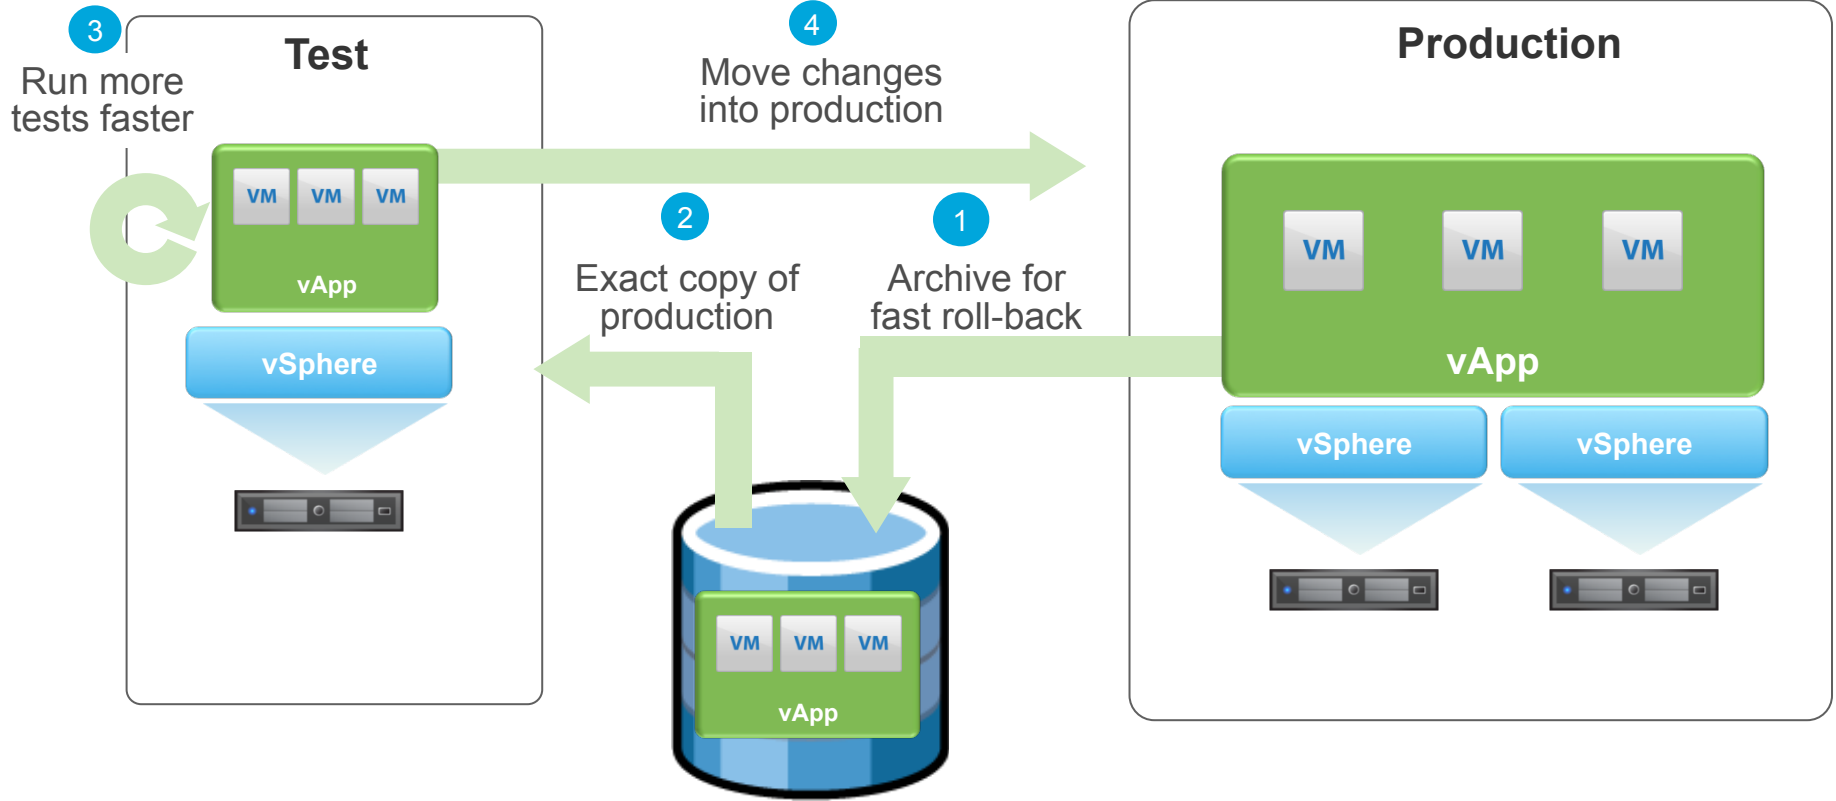 3
Run more
tests faster
Test
VM VM VM
vApp
vSphere
4
Move changes
into production
2
Exact copy of
production
1
Archive for
fast roll-back
VM VM VM
vApp
Production
VM VM VM
vApp
vSphere vSphere